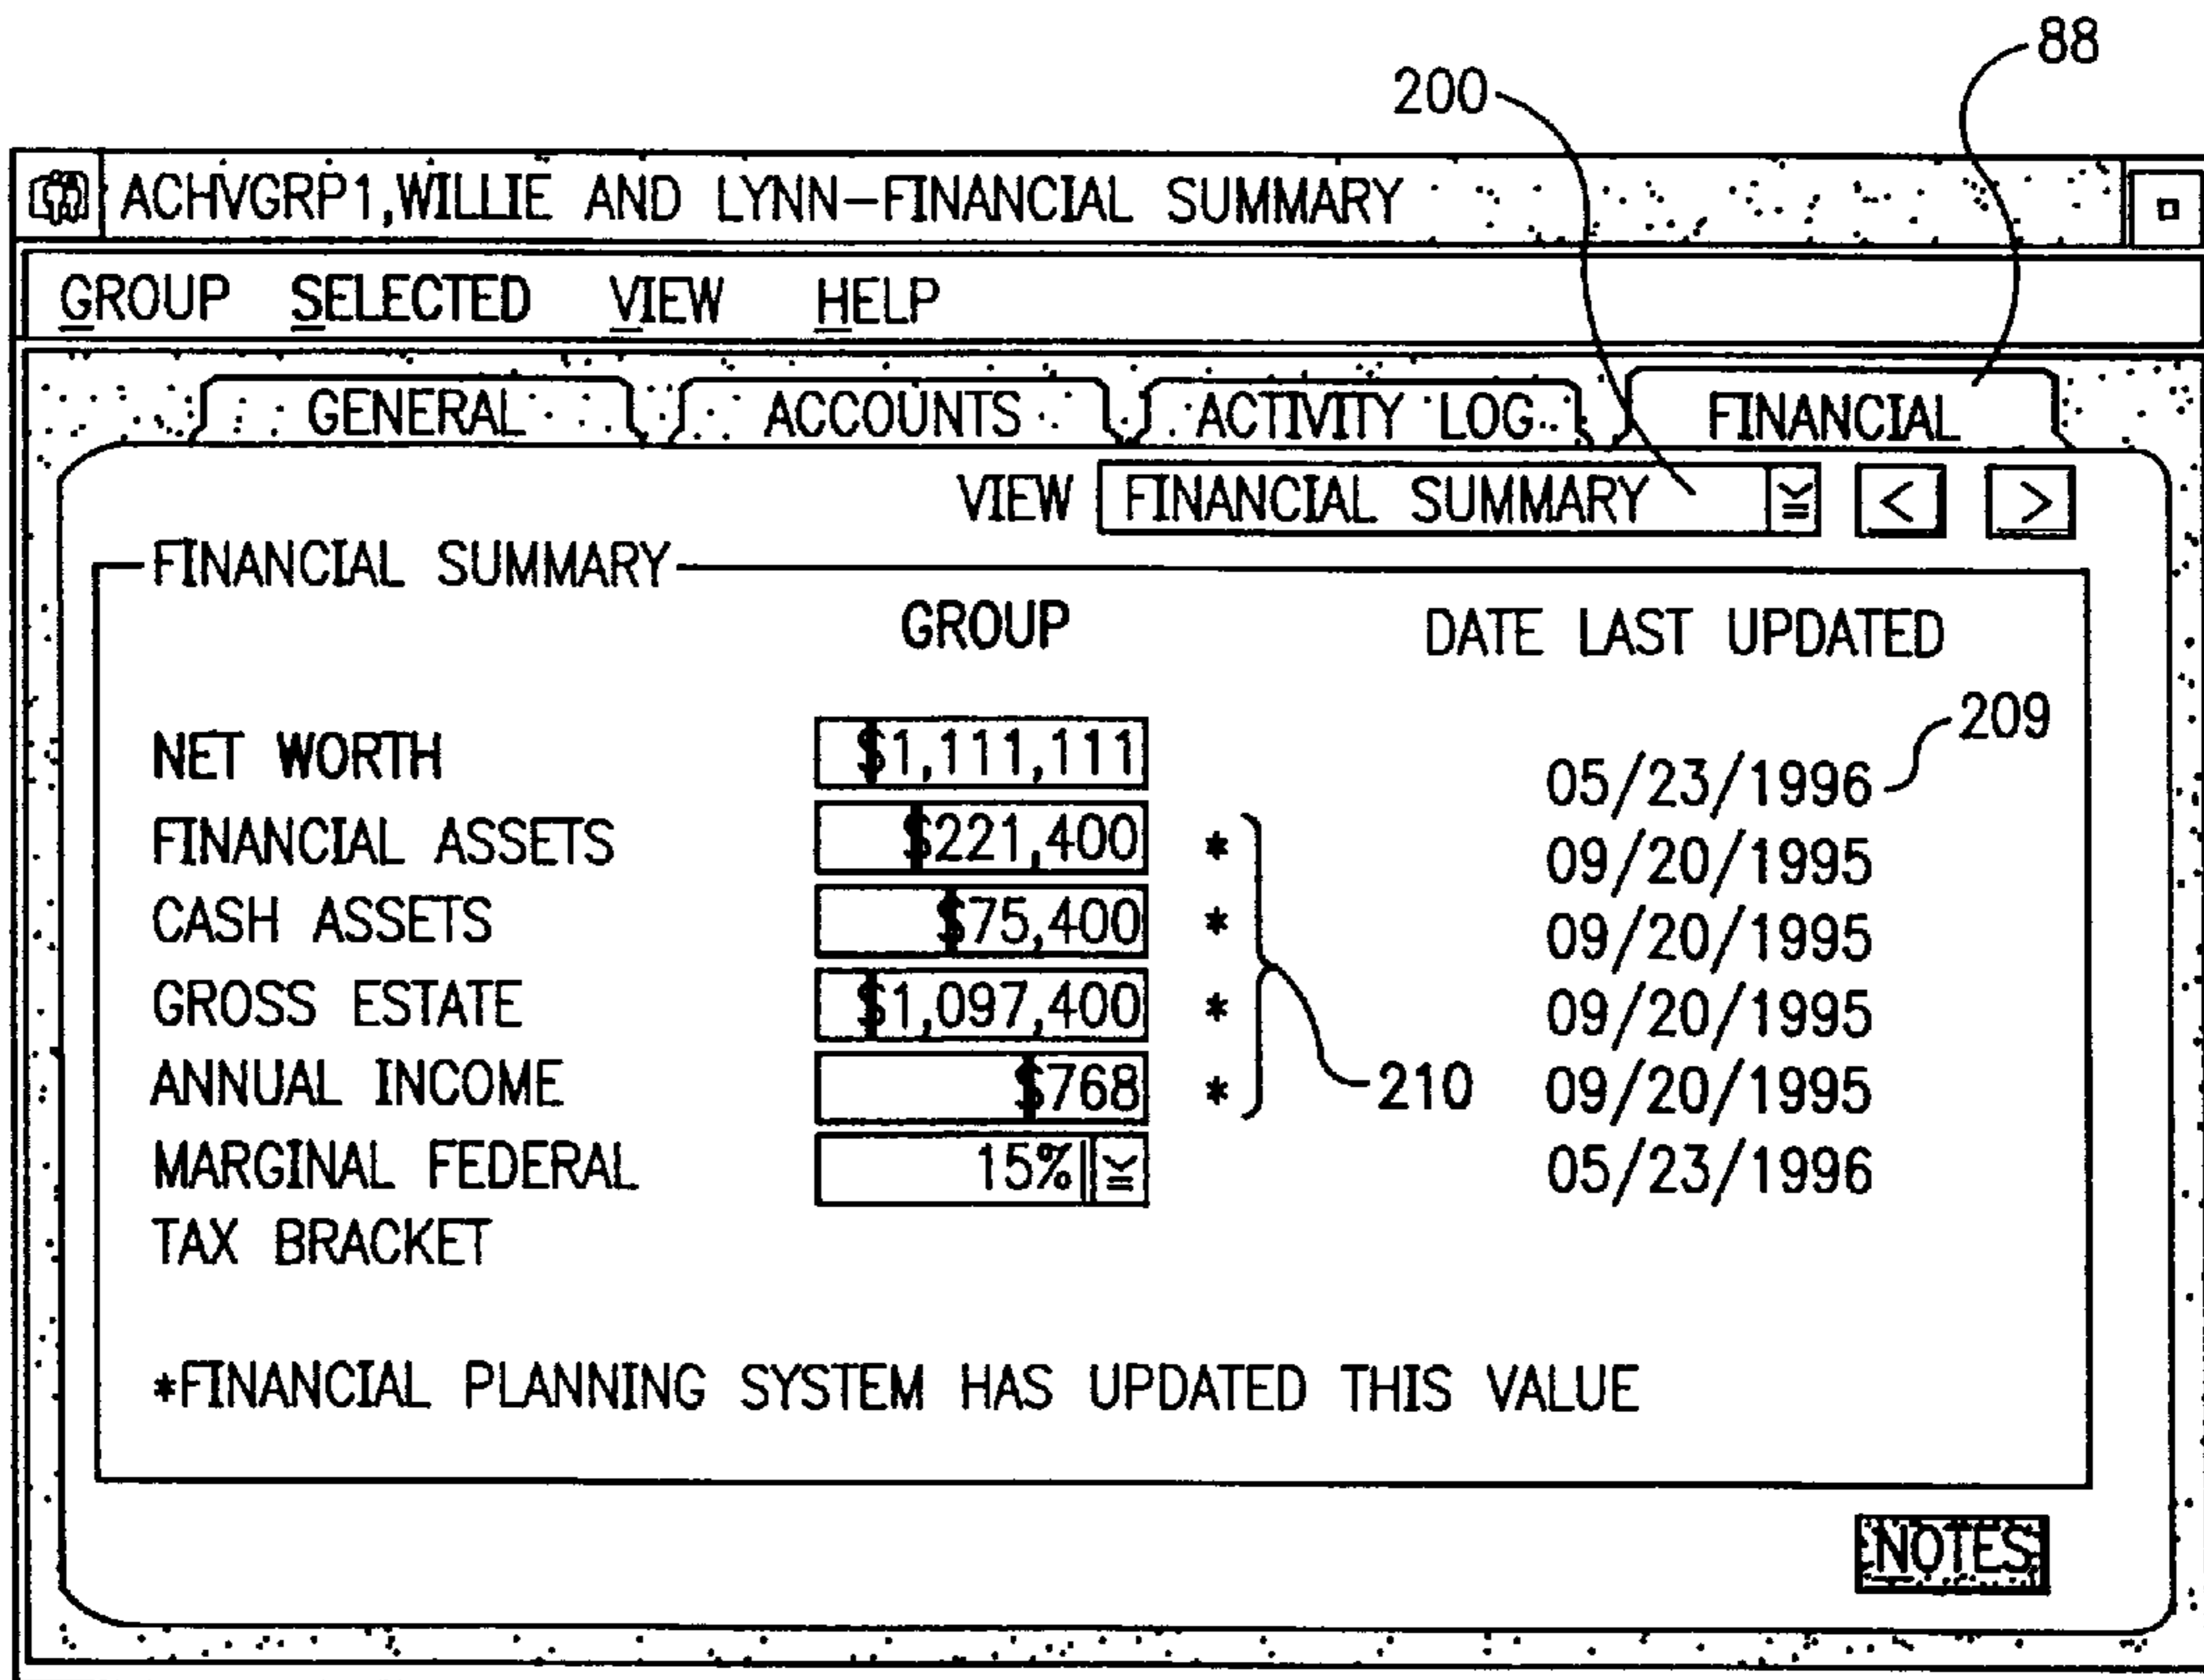 88
200
ACHVGRP1,WILLIE AND LYNN-FINANCIAL SUMMARY
GROUP SELECTED VIEW HELP
GENERAL ACCOUNTS ACTIVITY LOG FINANCIAL
VIEW FINANCIAL SUMMARY < >
FINANCIAL SUMMARY
GROUP DATE LAST UPDATED
209
NET WORTH $1,111,111 05/23/1996
FINANCIAL ASSETS $221,400 * 09/20/1995
CASH ASSETS $75,400 * 09/20/1995
GROSS ESTATE $1,097,400 * 09/20/1995
ANNUAL INCOME $768 * 210 09/20/1995
MARGINAL FEDERAL 15% 05/23/1996
TAX BRACKET
*FINANCIAL PLANNING SYSTEM HAS UPDATED THIS VALUE
NOTES